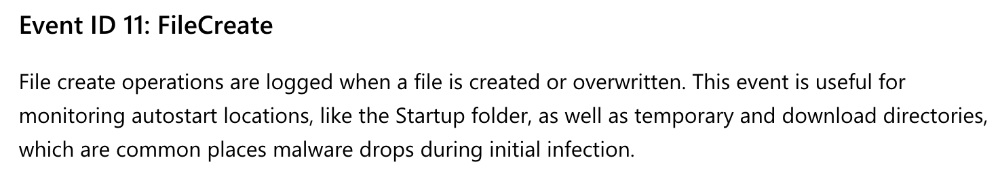 Event ID 11: FileCreate
File create operations are logged when a file is created or overwritten. This event is useful for
monitoring autostart locations, like the Startup folder, as well as temporary and download directories,
which are common places malware drops during initial infection.